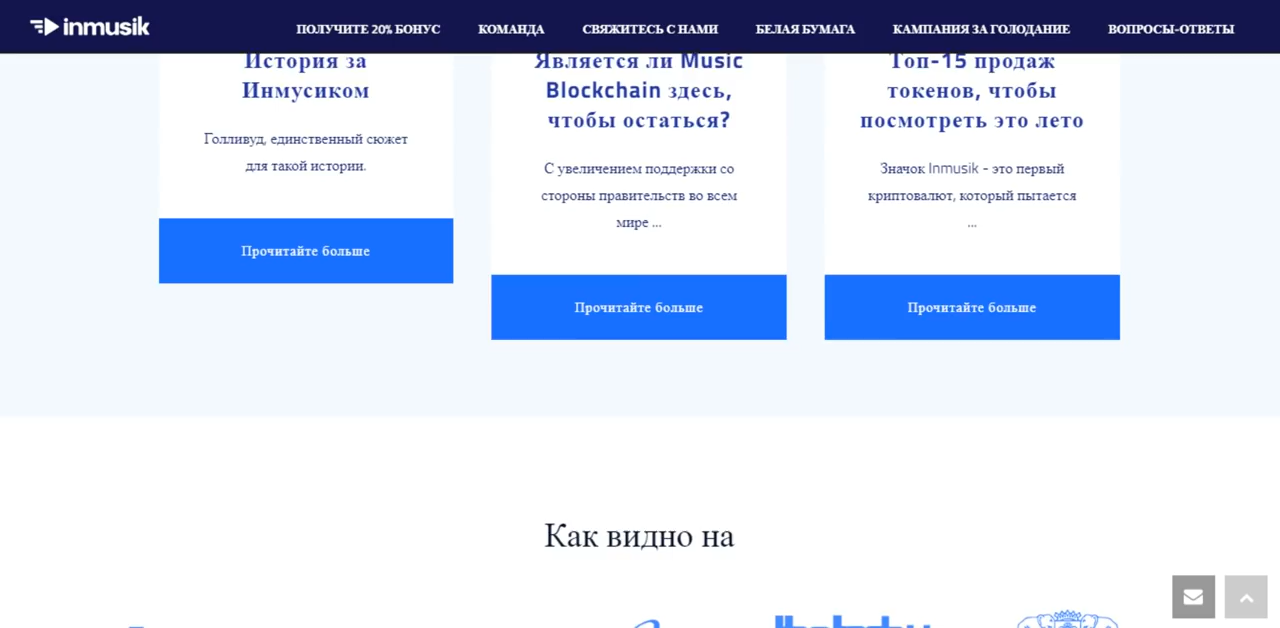 inmusik
ПОЛУЧИТЕ 20% БОНУС
КОМАНДА
СВЯЖИТЕСЬ С НАМИ
БЕЛАЯ БУМАГА
КАМПАНИЯ ЗА ГОЛОДАНИЕ
ВОПРОСЫ-ОТВЕТЫ
История за
Инмусиком
Голливуд, единственный сюжет
для такой истории.
Прочитайте больше
Является ли Music
Blockchain здесь,
чтобы остаться?
С увеличением поддержки со
стороны правительств во всем
мире ...
Прочитайте больше
Топ-15 продаж
токенов, чтобы
посмотреть это лето
Значок Inmusik - это первый
криптовалют, который пытается
...
Прочитайте больше
Как видно на